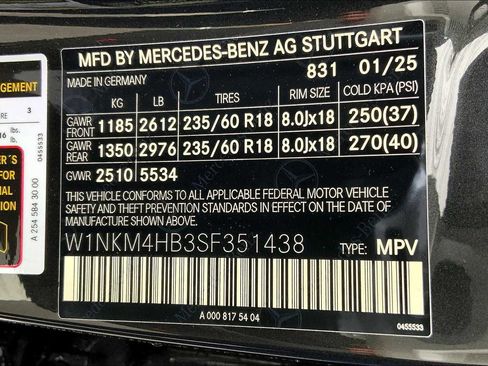 MFD BY MERCEDES-BENZ AG STUTTGART
MADE IN GERMANY 831 01/25
KG LB TIRES RIM SIZE COLD KPA (PSI)
GAWR FRONT 1185 2612 235/60 R18 8.0Jx18 250(37)
GAWR REAR 1350 2976 235/60 R18 8.0Jx18 270(40)
GVWR 2510 5534
THIS VEHICLE CONFORMS TO ALL APPLICABLE FEDERAL MOTOR VEHICLE
SAFETY AND THEFT PREVENTION STANDARDS IN EFFECT ON THE DATE
OF MANUFACTURE SHOWN ABOVE.
W1NKM4HB3SF351438 TYPE: MPV
A 000 817 54 04
0455533
3
lbs.
A 254 584 30 00
0455533